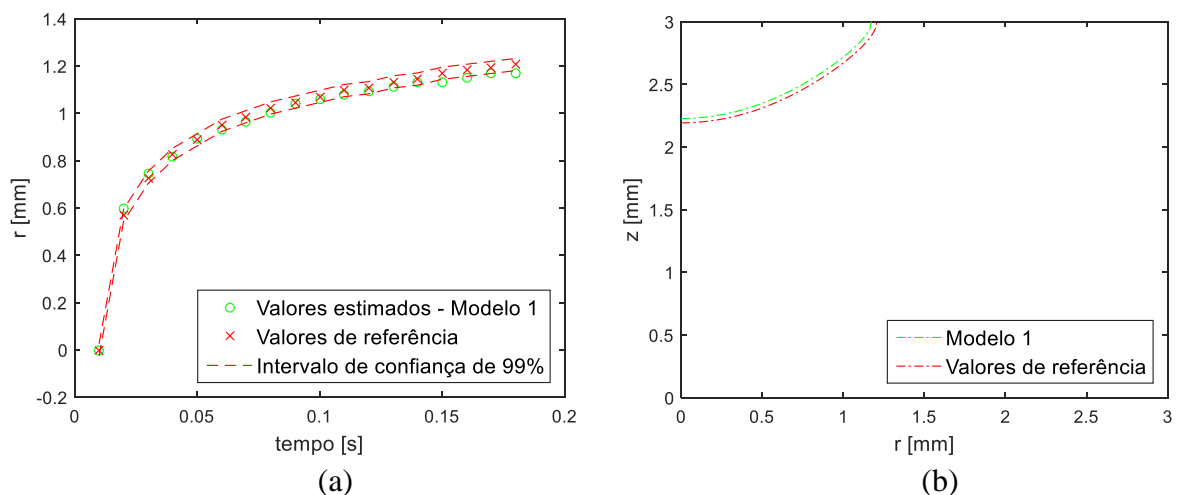 1.4
1.2
1
0.8
0.6
0.4
0.2
0
-0.2
r [mm]
0
0.05
0.1
0.15
0.2
tempo [s]
Valores estimados - Modelo 1
Valores de referência
Intervalo de confiança de 99%
(a)
3
2.5
2
1.5
1
0.5
0
z [mm]
0
0.5
1
1.5
2
2.5
3
r [mm]
Modelo 1
Valores de referência
(b)